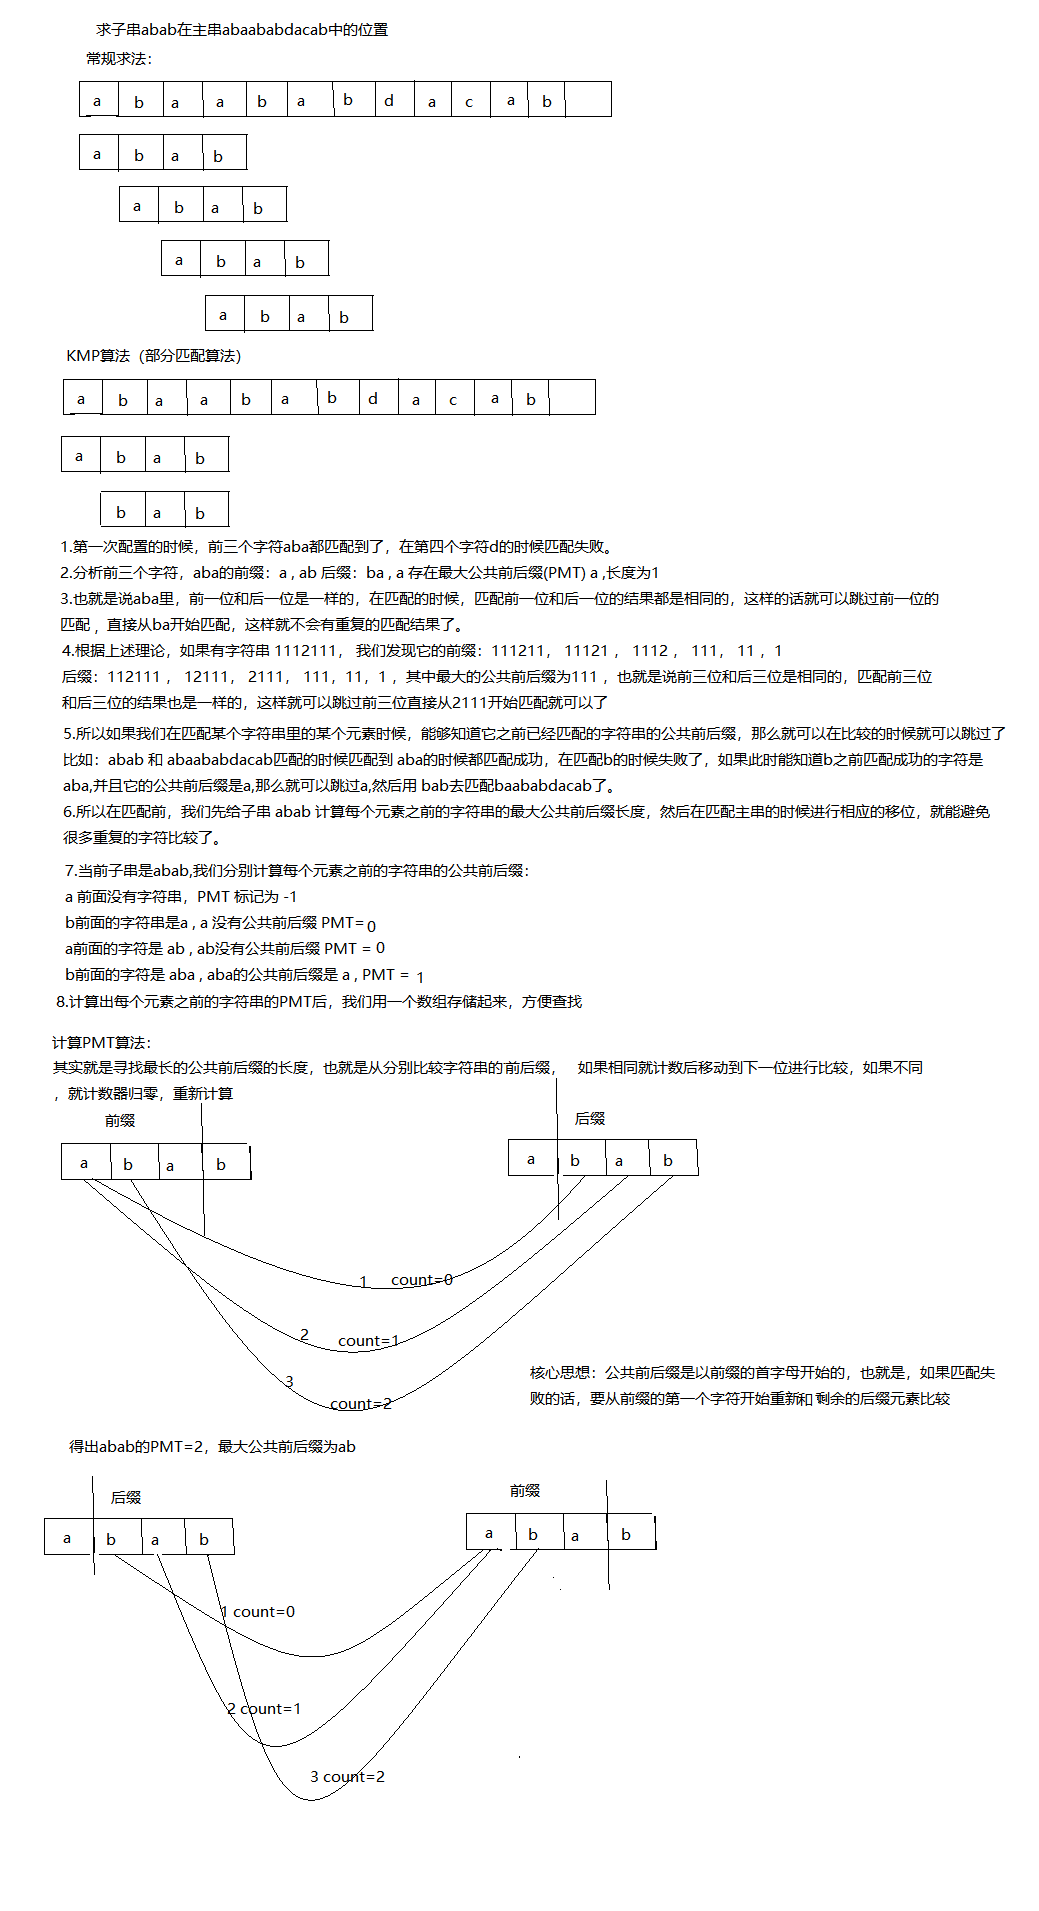 求子串abab在主串abaababdacab中的位置
常规求法：
a b a a b a b d a c a b
a b a b
a b a b
a b a b
a b a b
KMP算法（部分匹配算法）
a b a a b a b d a c a b
a b a b
b a b
1.第一次配置的时候，前三个字符aba都匹配到了，在第四个字符d的时候匹配失败。
2.分析前三个字符，aba的前缀：a , ab 后缀：ba , a 存在最大公共前后缀(PMT) a ,长度为1
3.也就是说aba里，前一位和后一位是一样的，在匹配的时候，匹配前一位和后一位的结果都是相同的，这样的话就可以跳过前一位的
匹配 ，直接从ba开始匹配，这样就不会有重复的匹配结果了。
4.根据上述理论，如果有字符串 1112111， 我们发现它的前缀：111211， 11121 ， 1112 ， 111， 11 ，1
后缀：112111 ， 12111， 2111， 111，11，1 ，其中最大的公共前后缀为111 ，也就是说前三位和后三位是相同的，匹配前三位
和后三位的结果也是一样的，这样就可以跳过前三位直接从2111开始匹配就可以了
5.所以如果我们在匹配某个字符串里的某个元素时候，能够知道它之前已经匹配的字符串的公共前后缀，那么就可以在比较的时候就可以跳过了
比如：abab 和 abaababdacab匹配的时候匹配到 aba的时候都匹配成功，在匹配b的时候失败了，如果此时能知道b之前匹配成功的字符是
aba,并且它的公共前后缀是a,那么就可以跳过a,然后用 bab去匹配baababdacab了。
6.所以在匹配前，我们先给子串 abab 计算每个元素之前的字符串的最大公共前后缀长度，然后在匹配主串的时候进行相应的移位，就能避免
很多重复的字符比较了。
7.当前子串是abab,我们分别计算每个元素之前的字符串的公共前后缀：
a 前面没有字符串，PMT 标记为 -1
b前面的字符串是a , a 没有公共前后缀 PMT= 0
a前面的字符是 ab , ab没有公共前后缀 PMT = 0
b前面的字符是 aba , aba的公共前后缀是 a , PMT = 1
8.计算出每个元素之前的字符串的PMT后，我们用一个数组存储起来，方便查找
计算PMT算法：
其实就是寻找最长的公共前后缀的长度，也就是从分别比较字符串的前后缀， 如果相同就计数后移动到下一位进行比较，如果不同
，就计数器归零，重新计算
前缀
后缀
a b a b
a b a b
1 count=0
2 count=1
3 count=2
核心思想：公共前后缀是以前缀的首字母开始的，也就是，如果匹配失
败的话，要从前缀的第一个字符开始重新和 剩余的后缀元素比较
得出abab的PMT=2，最大公共前后缀为ab
后缀
前缀
a b a b
a b a b
1 count=0
2 count=1
3 count=2